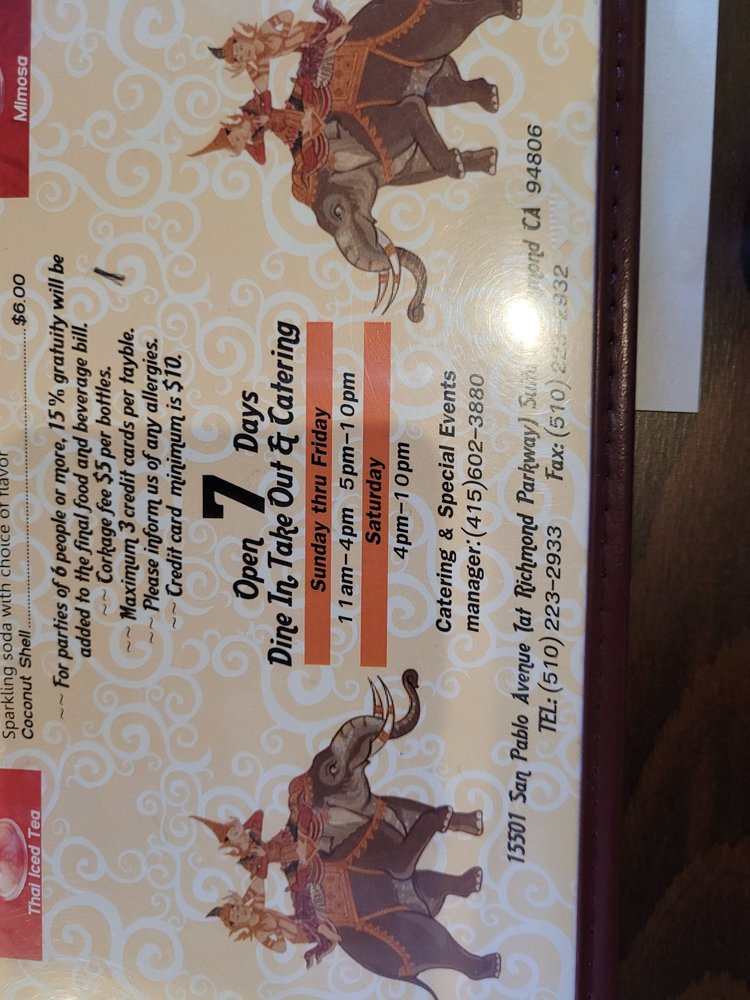 Mimosa
Sparkling soda with choice of flavor
Coconut Shell..........$6.00
~~ For parties of 6 people or more, 15% gratuity will be
added to the final food and beverage bill.
~~ Corkage fee $5 per bottles.
~~ Maximum 3 credit cards per tayble.
~~ Please inform us of any allergies.
~~ Credit card minimum is $10.
Open 7 Days
Dine In, Take Out & Catering
Sunday thru Friday
11am-4pm 5pm-10pm
Saturday
4pm-10pm
Catering & Special Events
manager:(415)602-3880
15501 San Pablo Avenue (at Richmond Parkway) CA 94806
TEL: (510) 223-2933 Fax: (510) 223-2932
Thai Iced Tea